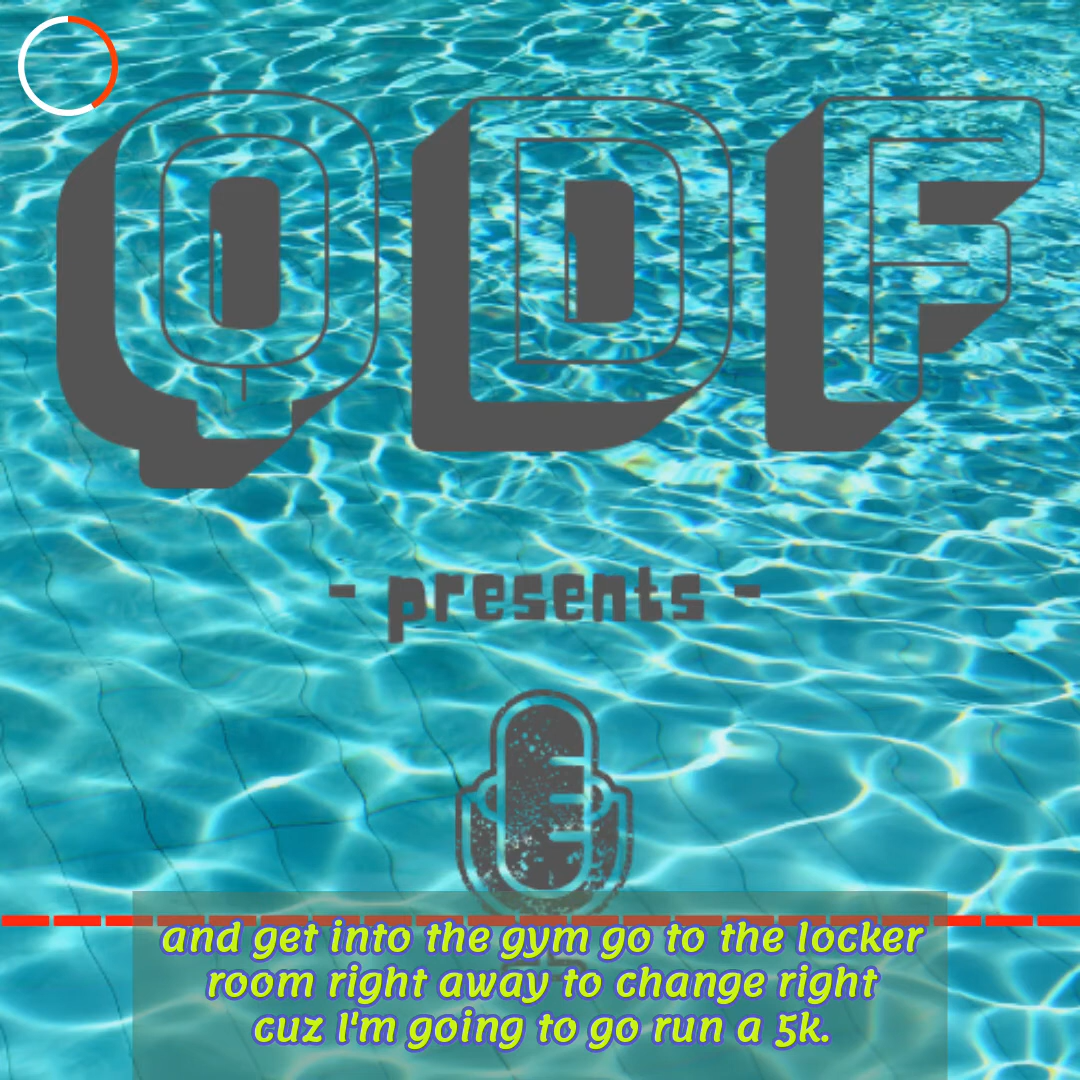 QDF
- presents -
and get into the gym go to the locker
room right away to change right
cuz I'm going to go run a 5k.